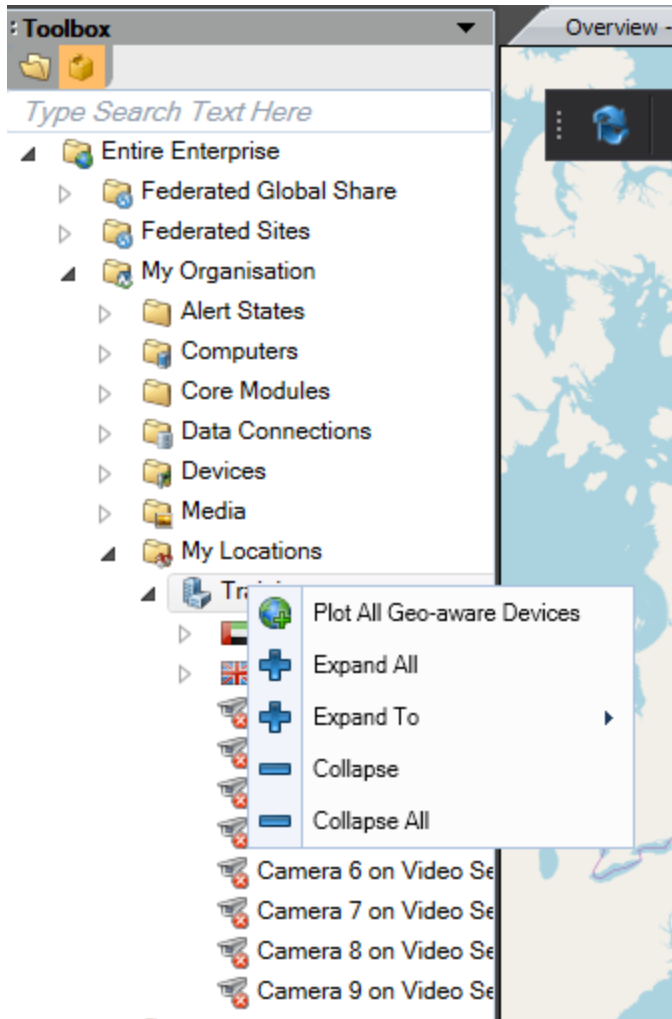 Toolbox
Overview -
Type Search Text Here
Entire Enterprise
Federated Global Share
Federated Sites
My Organisation
Alert States
Computers
Core Modules
Data Connections
Devices
Media
My Locations
Plot All Geo-aware Devices
Expand All
Expand To
Collapse
Collapse All
Camera 6 on Video Se
Camera 7 on Video Se
Camera 8 on Video Se
Camera 9 on Video Se